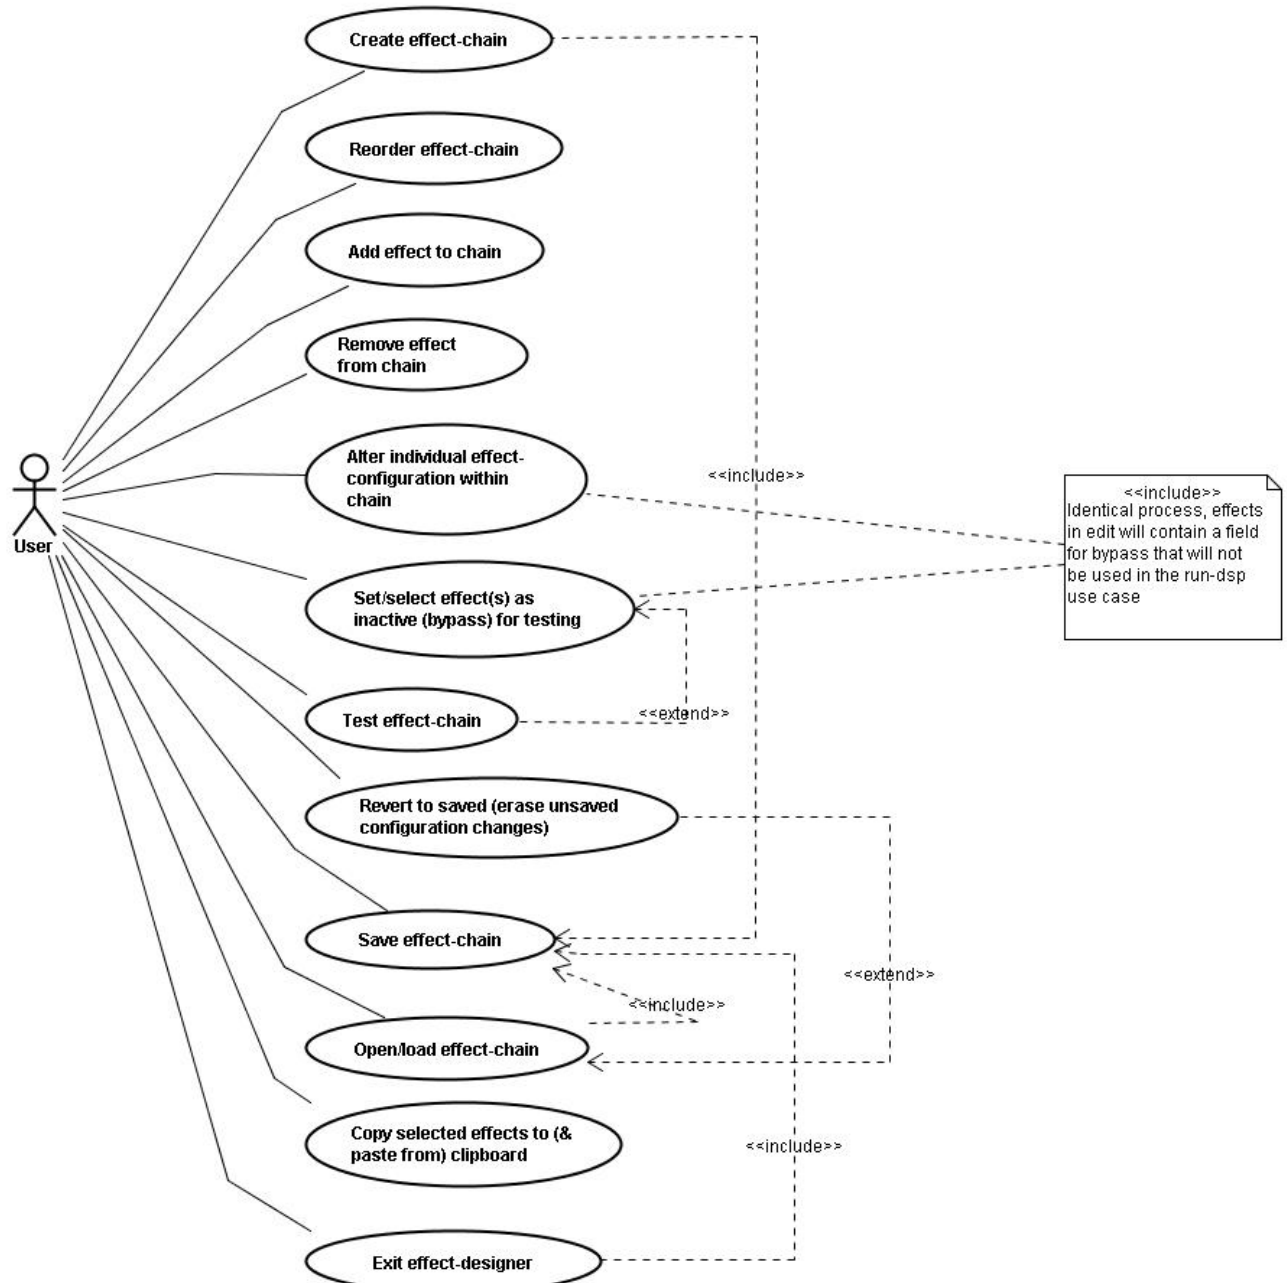 Create effect-chain
Reorder effect-chain
Add effect to chain
Remove effect
from chain
Alter individual effect-
configuration within
chain
<<include>>
<<include>>
Identical process, effects
in edit will contain a field
for bypass that will not
be used in the run-dsp
use case
User
Set/select effect(s) as
inactive (bypass) for testing
Test effect-chain
<<extend>>
Revert to saved (erase unsaved
configuration changes)
Save effect-chain
<<extend>>
<<include>>
Open/load effect-chain
Copy selected effects to (&
paste from) clipboard
<<include>>
Exit effect-designer